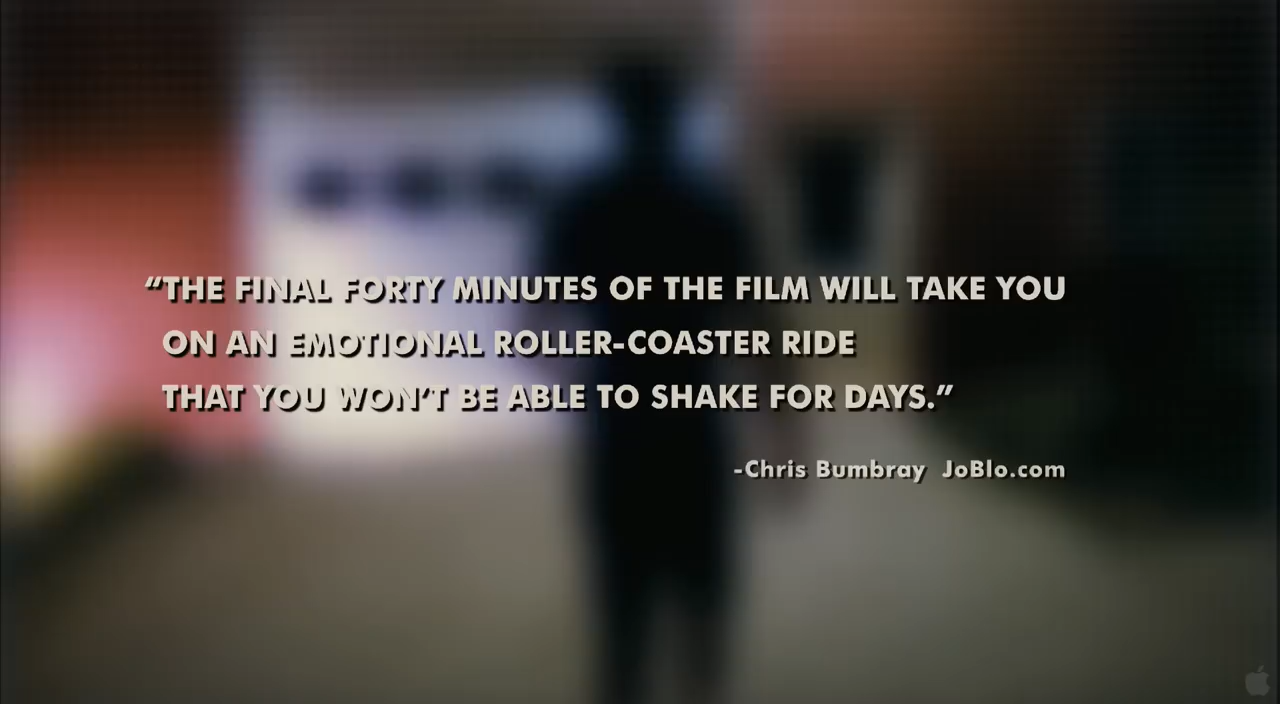 “THE FINAL FORTY MINUTES OF THE FILM WILL TAKE YOU
ON AN EMOTIONAL ROLLER-COASTER RIDE
THAT YOU WON’T BE ABLE TO SHAKE FOR DAYS.”
-Chris Bumbray JoBlo.com